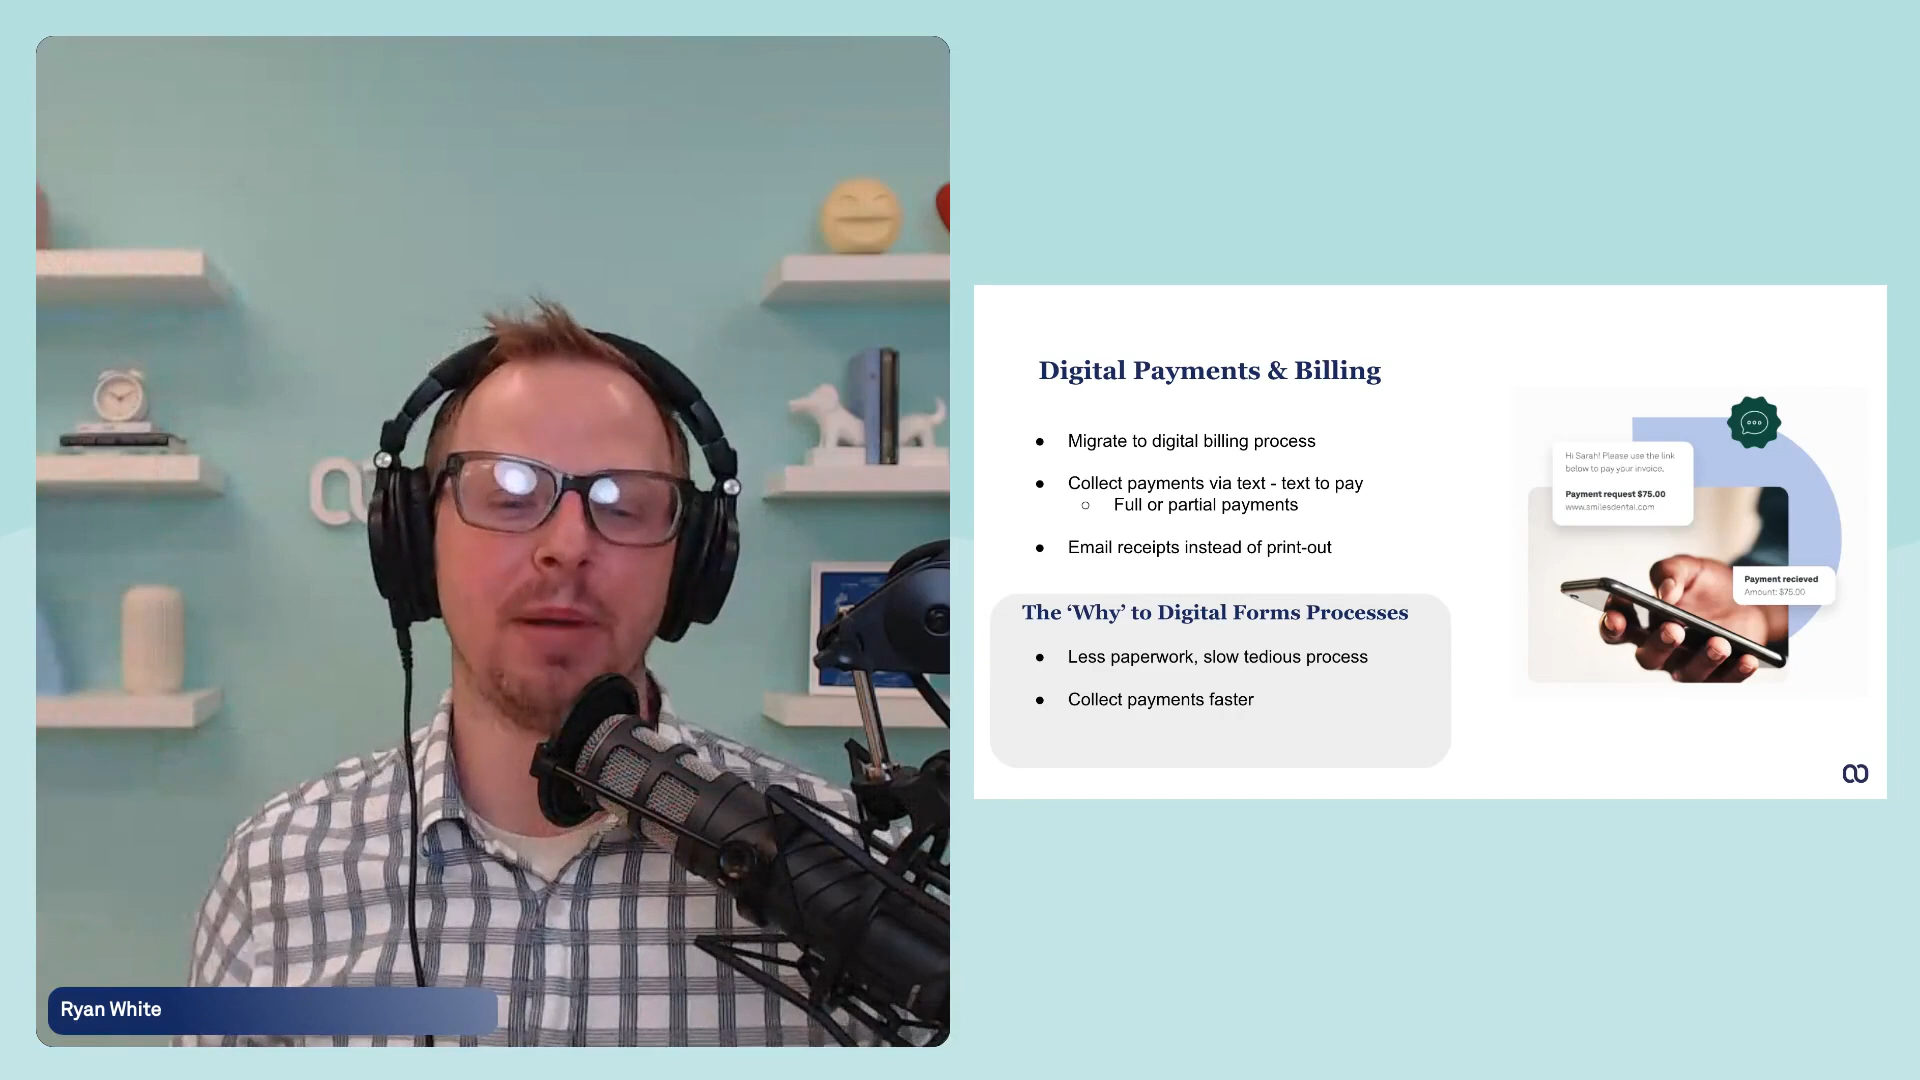 Ryan White
Digital Payments & Billing
● Migrate to digital billing process
● Collect payments via text - text to pay
○ Full or partial payments
● Email receipts instead of print-out
The ‘Why’ to Digital Forms Processes
● Less paperwork, slow tedious process
● Collect payments faster
Hi Sarah! Please use the link
below to pay your invoice.
Payment request $75.00
www.smilesdental.com
Payment recieved
Amount: $75.00